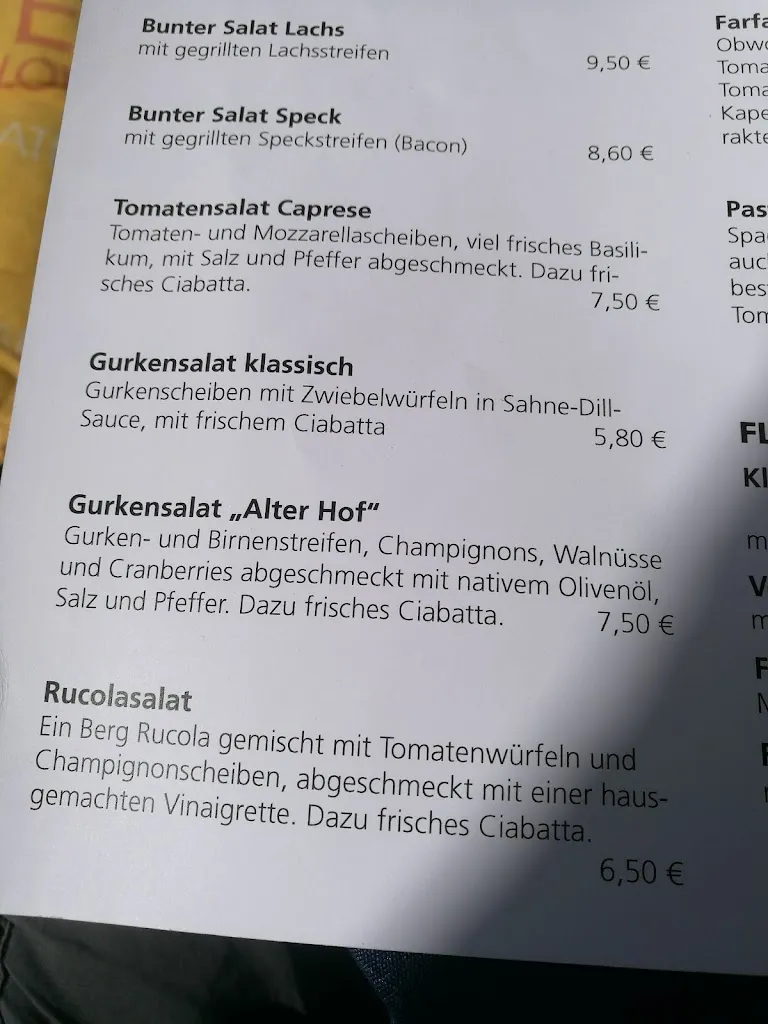 Bunter Salat Lachs
mit gegrillten Lachsstreifen
9,50 €
Bunter Salat Speck
mit gegrillten Speckstreifen (Bacon)
8,60 €
Tomatensalat Caprese
Tomaten- und Mozzarellascheiben, viel frisches Basili-
kum, mit Salz und Pfeffer abgeschmeckt. Dazu fri-
sches Ciabatta.
7,50 €
Gurkensalat klassisch
Gurkenscheiben mit Zwiebelwürfeln in Sahne-Dill-
Sauce, mit frischem Ciabatta
5,80 €
Gurkensalat „Alter Hof“
Gurken- und Birnenstreifen, Champignons, Walnüsse
und Cranberries abgeschmeckt mit nativem Olivenöl,
Salz und Pfeffer. Dazu frisches Ciabatta.
7,50 €
Rucolasalat
Ein Berg Rucola gemischt mit Tomatenwürfeln und
Champignonscheiben, abgeschmeckt mit einer haus-
gemachten Vinaigrette. Dazu frisches Ciabatta.
6,50 €